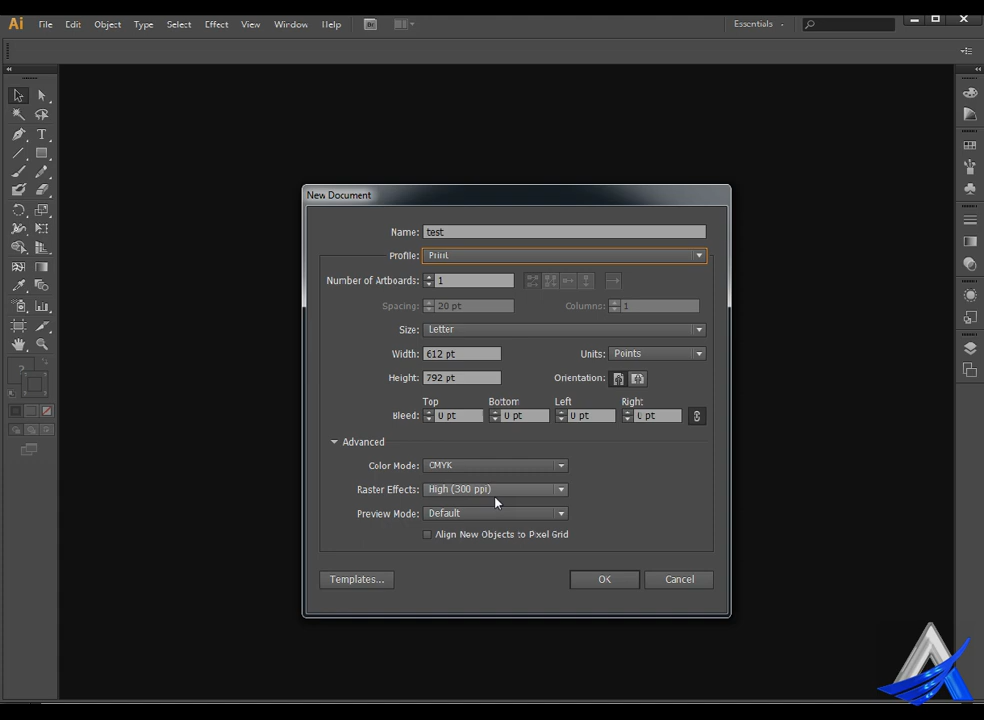 Ai File Edit Object Type Select Effect View Window Help Br Essentials
New Document
Name: test
Profile: Print
Number of Artboards: 1
Spacing: 20 pt Columns: 1
Size: Letter
Width: 612 pt Units: Points
Height: 792 pt Orientation:
Top Bottom Left Right
Bleed: 0 pt 0 pt 0 pt 0 pt
Advanced
Color Mode: CMYK
Raster Effects: High (300 ppi)
Preview Mode: Default
Align New Objects to Pixel Grid
Templates... OK Cancel